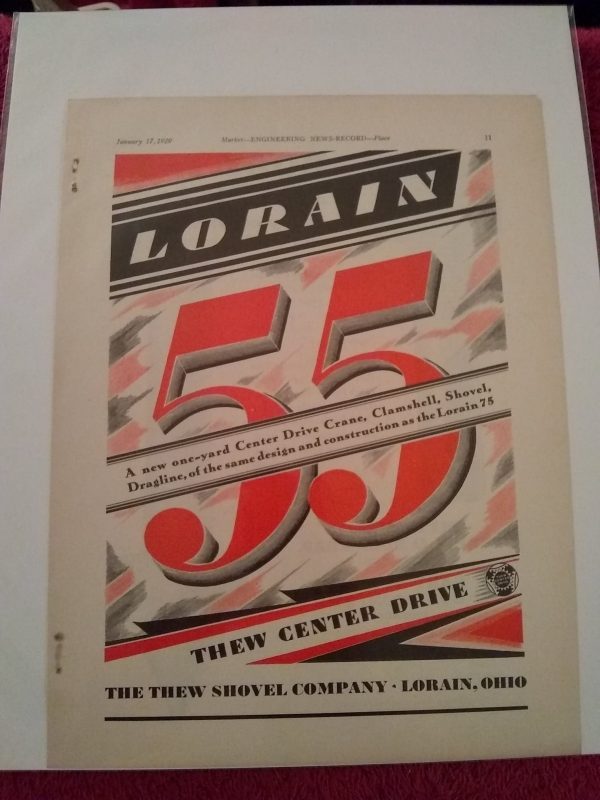 January 17, 1929 Market—ENGINEERING NEWS-RECORD—Place 11
LORAIN
55
A new one-yard Center Drive Crane, Clamshell, Shovel,
Dragline, of the same design and construction as the Lorain 75
THEW CENTER DRIVE
THE THEW SHOVEL COMPANY · LORAIN, OHIO